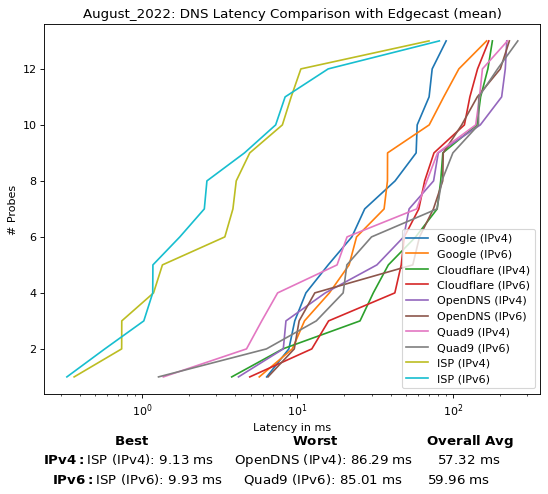 August_2022: DNS Latency Comparison with Edgecast (mean)
# Probes
12
10
8
6
4
2
Google (IPv4)
Google (IPv6)
Cloudflare (IPv4)
Cloudflare (IPv6)
OpenDNS (IPv4)
OpenDNS (IPv6)
Quad9 (IPv4)
Quad9 (IPv6)
ISP (IPv4)
ISP (IPv6)
10⁰ 10¹ 10²
Latency in ms
Best Worst Overall Avg
IPv4: ISP (IPv4): 9.13 ms OpenDNS (IPv4): 86.29 ms 57.32 ms
IPv6: ISP (IPv6): 9.93 ms Quad9 (IPv6): 85.01 ms 59.96 ms